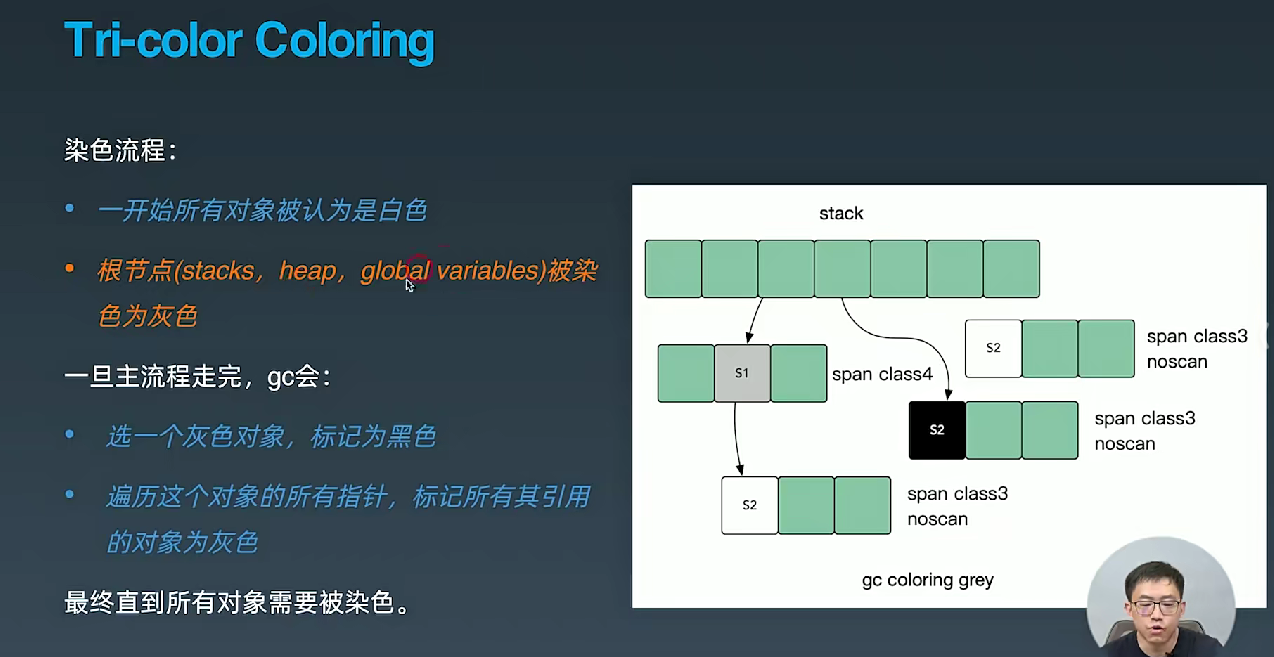 Tri-color Coloring
染色流程：
一开始所有对象被认为是白色
根节点(stacks，heap，global variables)被染
色为灰色
一旦主流程走完，gc会：
选一个灰色对象，标记为黑色
遍历这个对象的所有指针，标记所有其引用
的对象为灰色
最终直到所有对象需要被染色。
stack
S2
span class3
noscan
S1
span class4
S2
span class3
noscan
S2
span class3
noscan
gc coloring grey